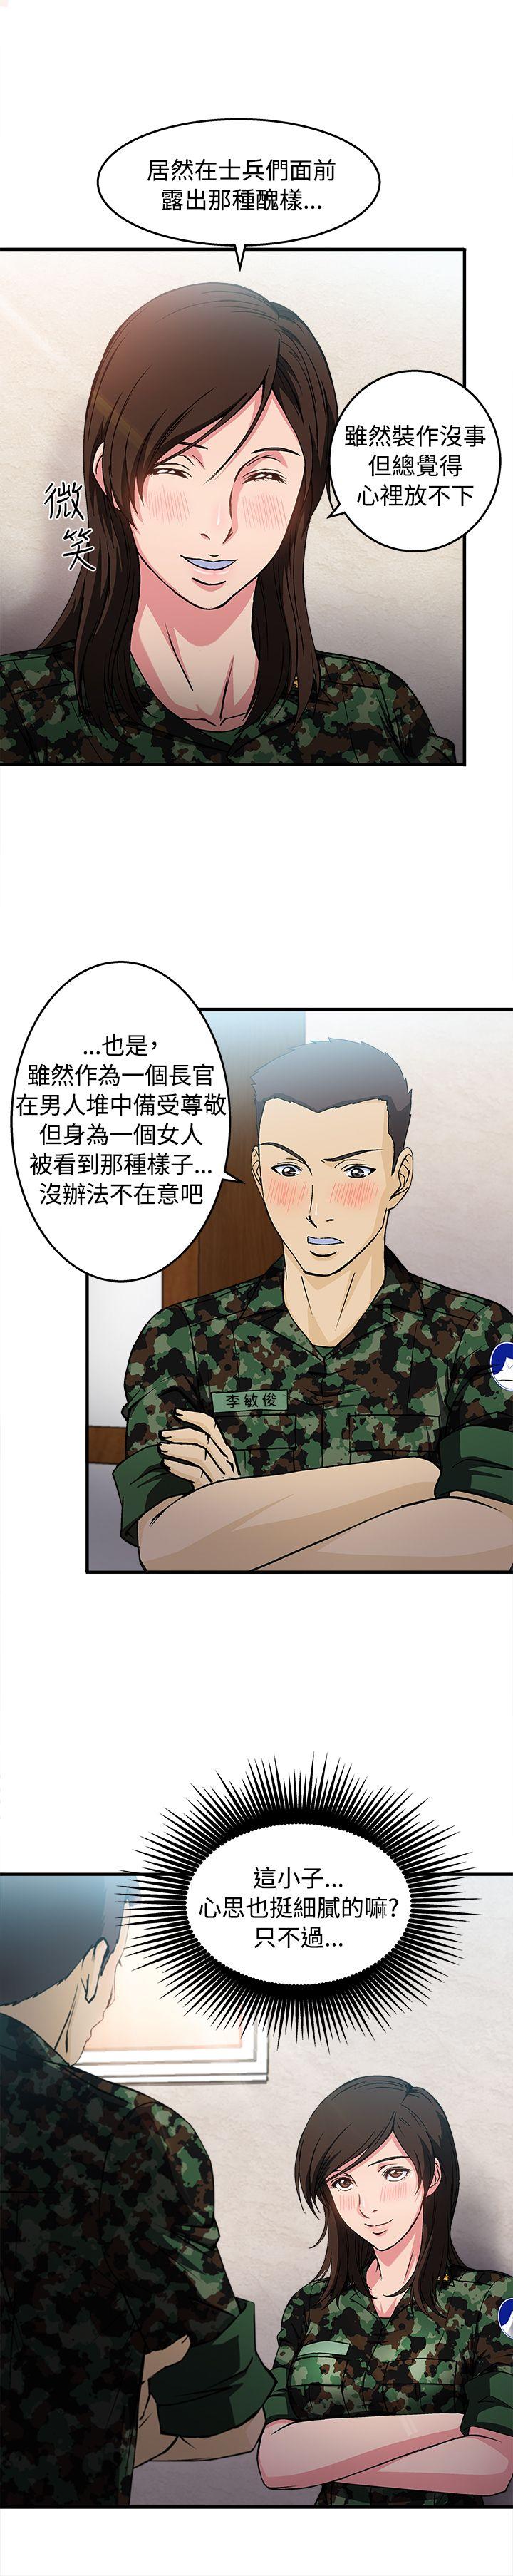 居然在士兵們面前
露出那種醜樣...
雖然裝作沒事
但總覺得
心裡放不下
微笑
...也是，
雖然作為一個長官
在男人堆中備受尊敬
但身為一個女人
被看到那種樣子...
沒辦法不在意吧
李敏俊
這小子...
心思也挺細膩的嘛?
只不過...